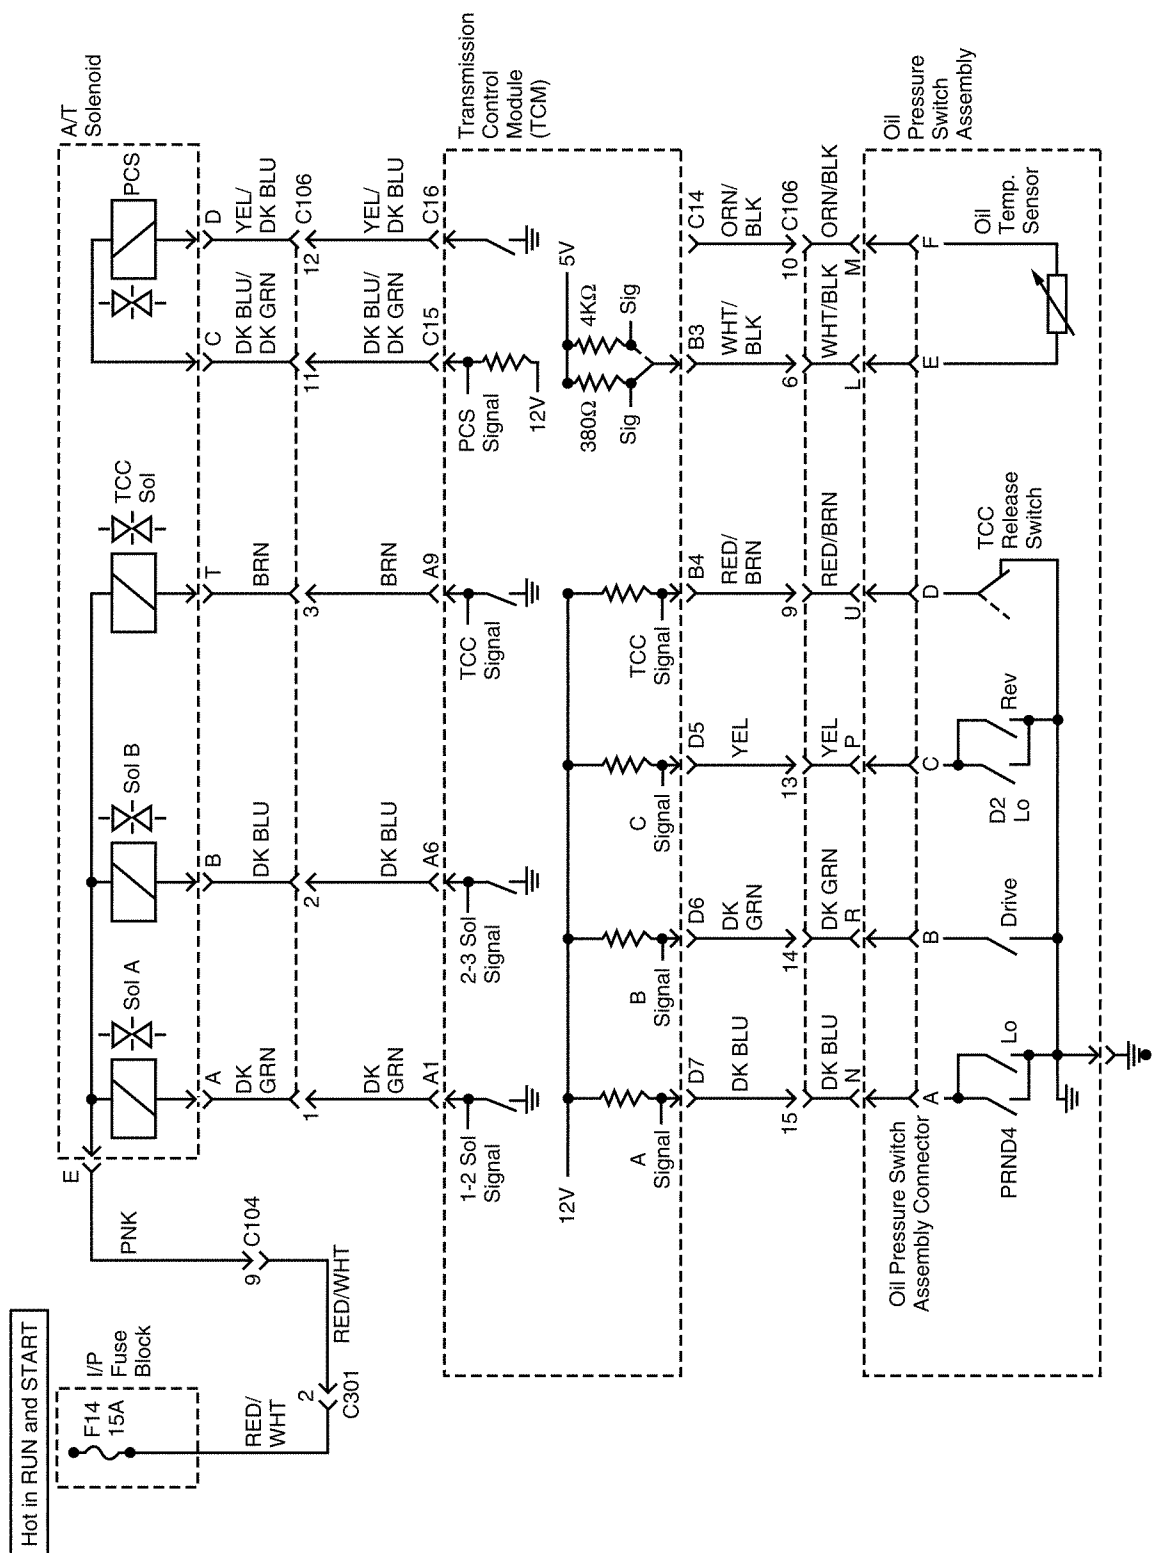 Hot in RUN and START
I/P
Fuse
Block
F14
15A
RED/
WHT
2
C301
RED/WHT
9
C104
PNK
E
A/T
Solenoid
Sol A
Sol B
TCC
Sol
PCS
A
B
T
C
D
DK
GRN
DK BLU
BRN
DK BLU/
DK GRN
YEL/
DK BLU
1
2
3
11
12
C106
DK
GRN
DK BLU
BRN
DK BLU/
DK GRN
YEL/
DK BLU
A1
A6
A9
C15
C16
Transmission
Control
Module
(TCM)
1-2 Sol
Signal
2-3 Sol
Signal
TCC
Signal
PCS
Signal
12V
12V
5V
380Ω
4KΩ
Sig
Sig
A
Signal
B
Signal
C
Signal
TCC
Signal
D7
D6
D5
B4
B3
C14
DK BLU
DK
GRN
YEL
RED/
BRN
WHT/
BLK
ORN/
BLK
15
14
13
9
6
10
C106
DK BLU
DK GRN
YEL
RED/BRN
WHT/BLK
ORN/BLK
N
R
P
U
L
M
Oil
Pressure
Switch
Assembly
Oil Pressure Switch
Assembly Connector
A
B
C
D
E
F
PRND4
Lo
Drive
D2
Lo
Rev
TCC
Release
Switch
Oil
Temp.
Sensor